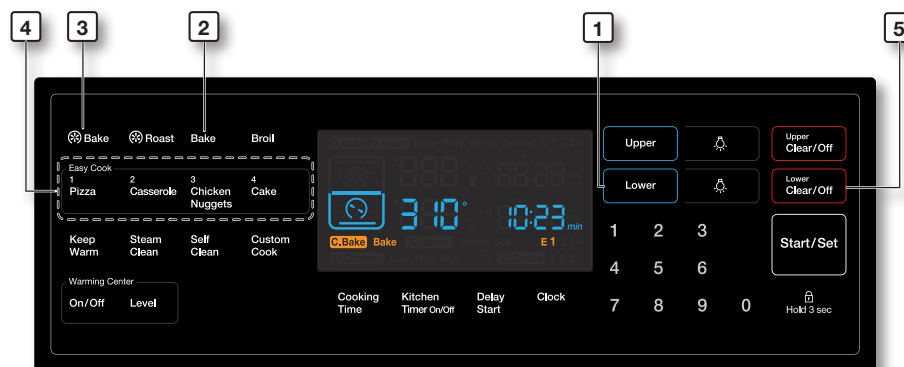 4
3
2
1
5
Bake
Roast
Bake
Broil
Easy Cook
1
Pizza
2
Casserole
3
Chicken
Nuggets
4
Cake
Keep
Warm
Steam
Clean
Self
Clean
Custom
Cook
Warming Center
On/Off
Level
310°
10:23 min
C.Bake Bake
E 1
Cooking
Time
Kitchen
Timer On/Off
Delay
Start
Clock
Upper
Lower
1 2 3
4 5 6
7 8 9 0
Upper
Clear/Off
Lower
Clear/Off
Start/Set
Hold 3 sec